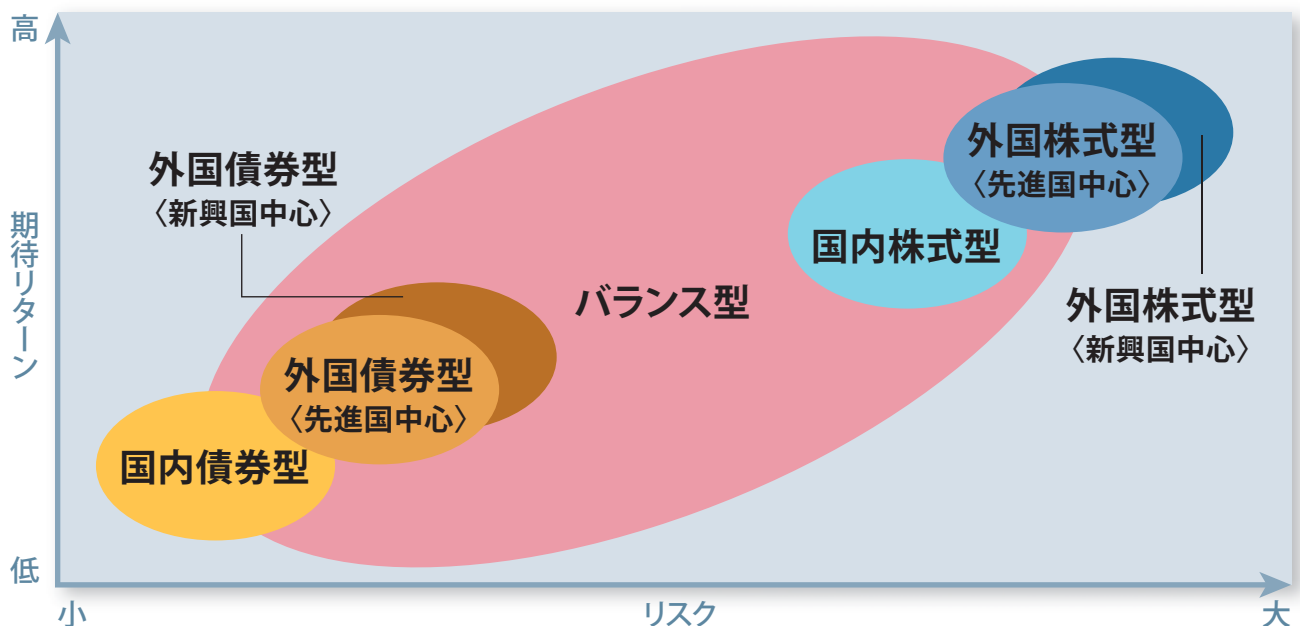 高
外国債券型
〈新興国中心〉
外国株式型
〈先進国中心〉
国内株式型
期待リターン
バランス型
外国株式型
〈新興国中心〉
外国債券型
〈先進国中心〉
国内債券型
低
小
リスク
大